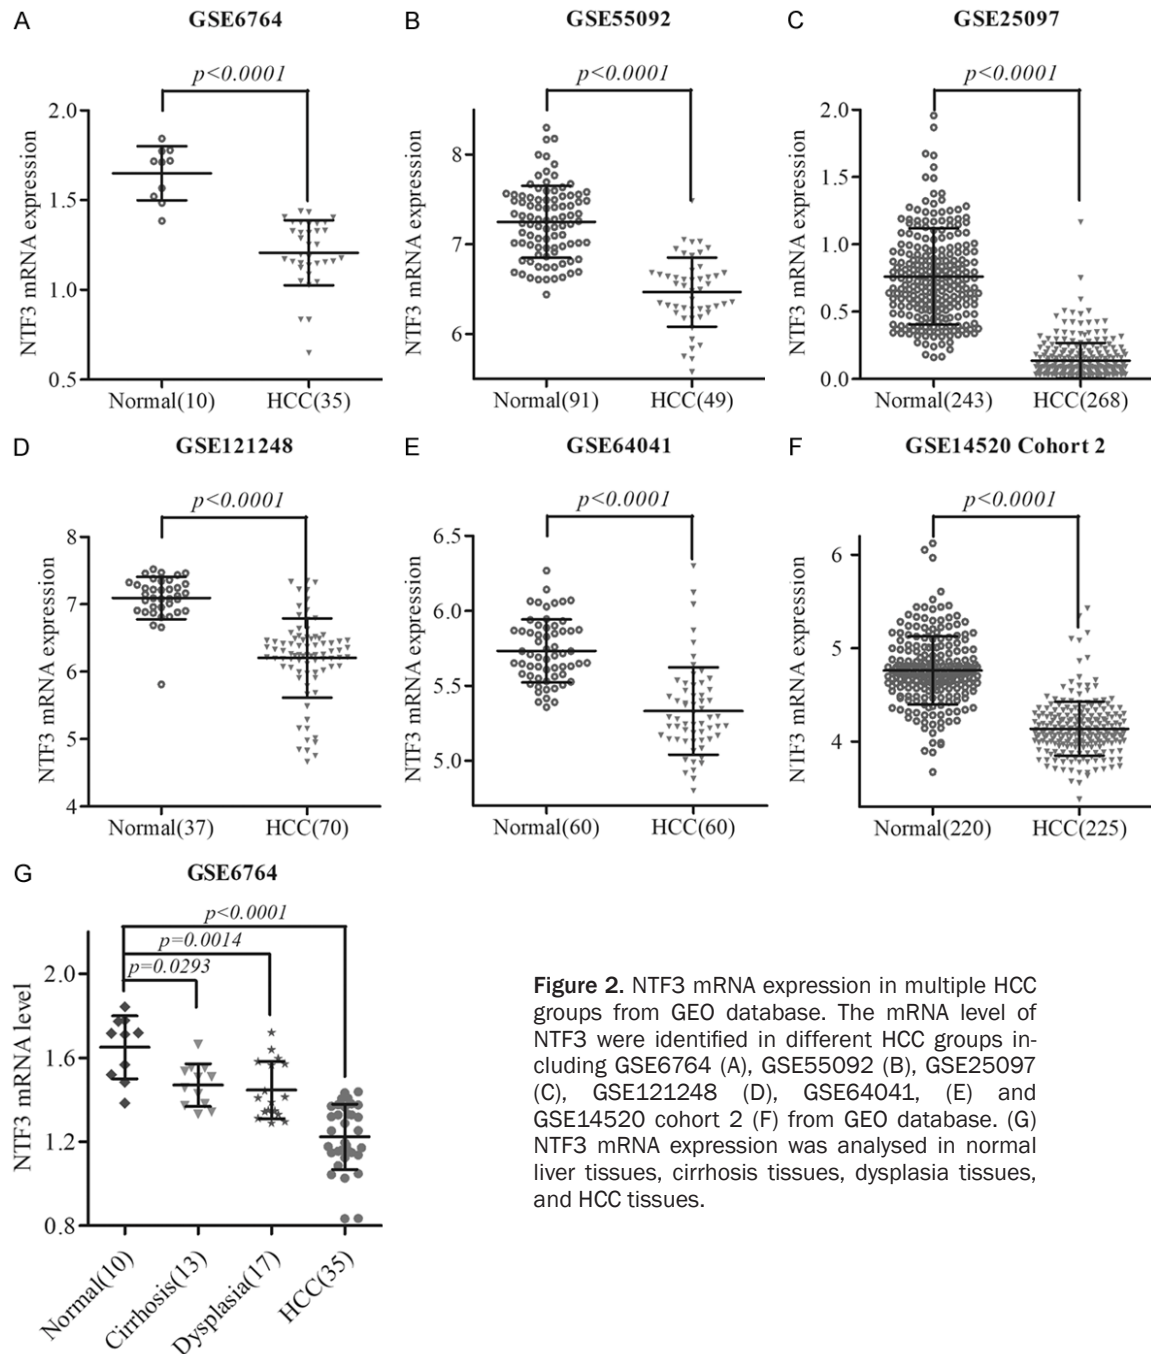 A
GSE6764
p<0.0001
NTF3 mRNA expression
2.0
1.5
1.0
0.5
Normal(10)
HCC(35)
B
GSE55092
p<0.0001
NTF3 mRNA expression
8
7
6
Normal(91)
HCC(49)
C
GSE25097
p<0.0001
NTF3 mRNA expression
2.0
1.5
1.0
0.5
0.0
Normal(243)
HCC(268)
D
GSE121248
p<0.0001
NTF3 mRNA expression
8
7
6
5
4
Normal(37)
HCC(70)
E
GSE64041
p<0.0001
NTF3 mRNA expression
6.5
6.0
5.5
5.0
Normal(60)
HCC(60)
F
GSE14520 Cohort 2
p<0.0001
NTF3 mRNA expression
6
5
4
Normal(220)
HCC(225)
G
GSE6764
p<0.0001
p=0.0014
p=0.0293
NTF3 mRNA level
2.0
1.6
1.2
0.8
Normal(10)
Cirrhosis(13)
Dysplasia(17)
HCC(35)
Figure 2. NTF3 mRNA expression in multiple HCC
groups from GEO database. The mRNA level of
NTF3 were identified in different HCC groups in-
cluding GSE6764 (A), GSE55092 (B), GSE25097
(C), GSE121248 (D), GSE64041, (E) and
GSE14520 cohort 2 (F) from GEO database. (G)
NTF3 mRNA expression was analysed in normal
liver tissues, cirrhosis tissues, dysplasia tissues,
and HCC tissues.